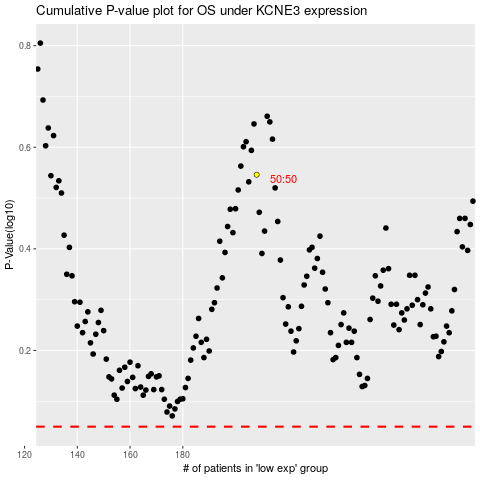 Cumulative P-value plot for OS under KCNE3 expression
0.8
0.6
50:50
P-Value(log10)
0.4
0.2
120 140 160 180
# of patients in 'low exp' group